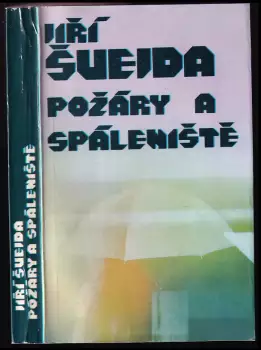 JIŘÍ
ŠVEJDA
POŽÁRY A
SPÁLENIŠTĚ
JIŘÍ ŠVEJDA
POŽÁRY A SPÁLENIŠTĚ